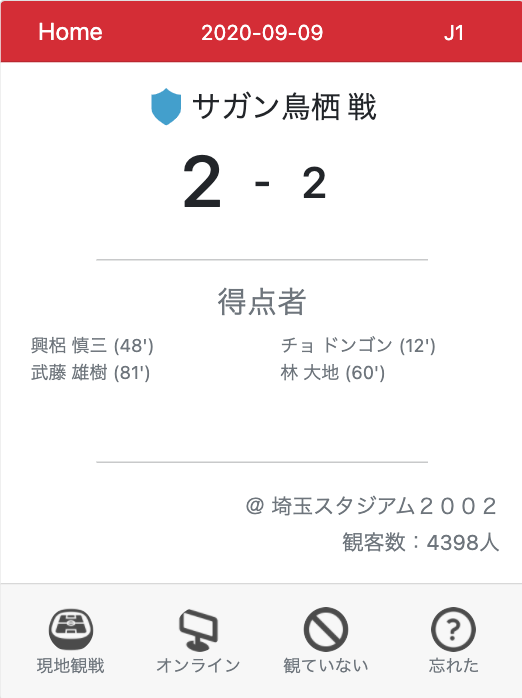 Home 2020-09-09 J1
サガン鳥栖 戦
2 - 2
得点者
興梠 慎三 (48') チョ ドンゴン (12')
武藤 雄樹 (81') 林 大地 (60')
@ 埼玉スタジアム２００２
観客数：4398人
現地観戦 オンライン 観ていない 忘れた